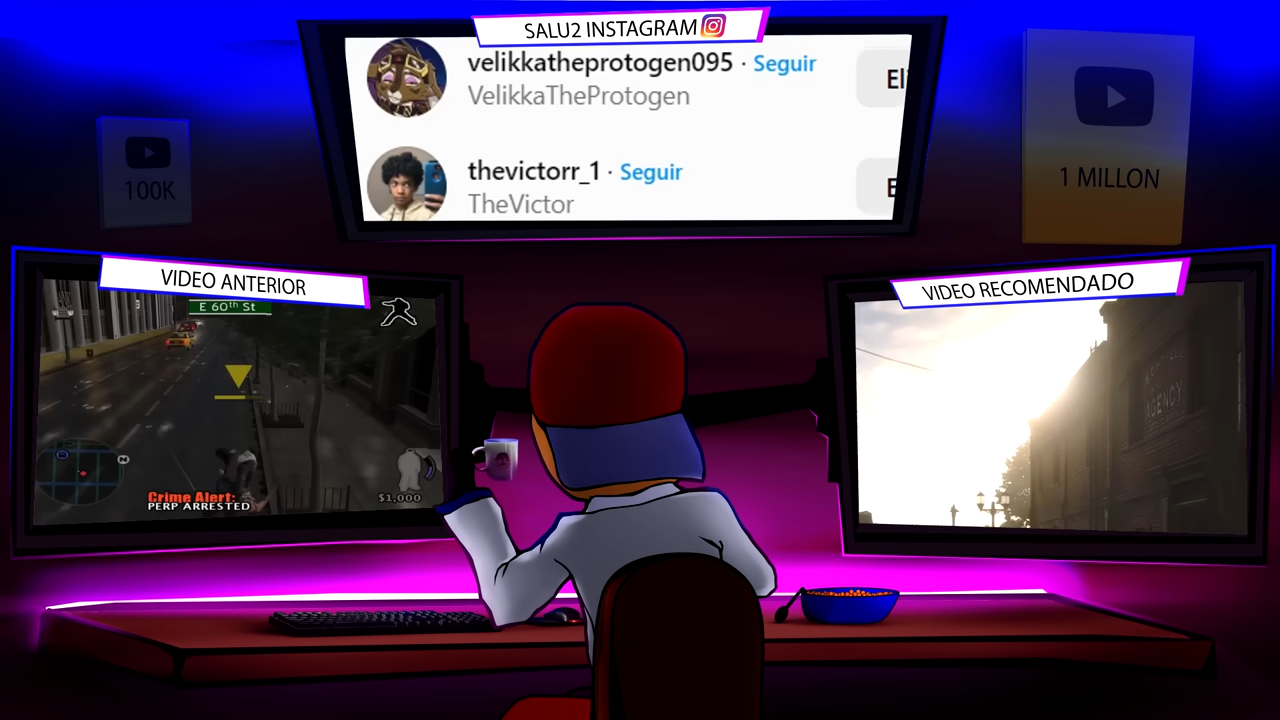 SALU2 INSTAGRAM
velikkatheprotogen095 · Seguir
VelikkaTheProtogen
thevictorr_1 · Seguir
TheVictor
100K
1 MILLON
VIDEO ANTERIOR
E 60th St
N
Crime Alert:
PERP ARRESTED
$1,000
VIDEO RECOMENDADO
AGENCY